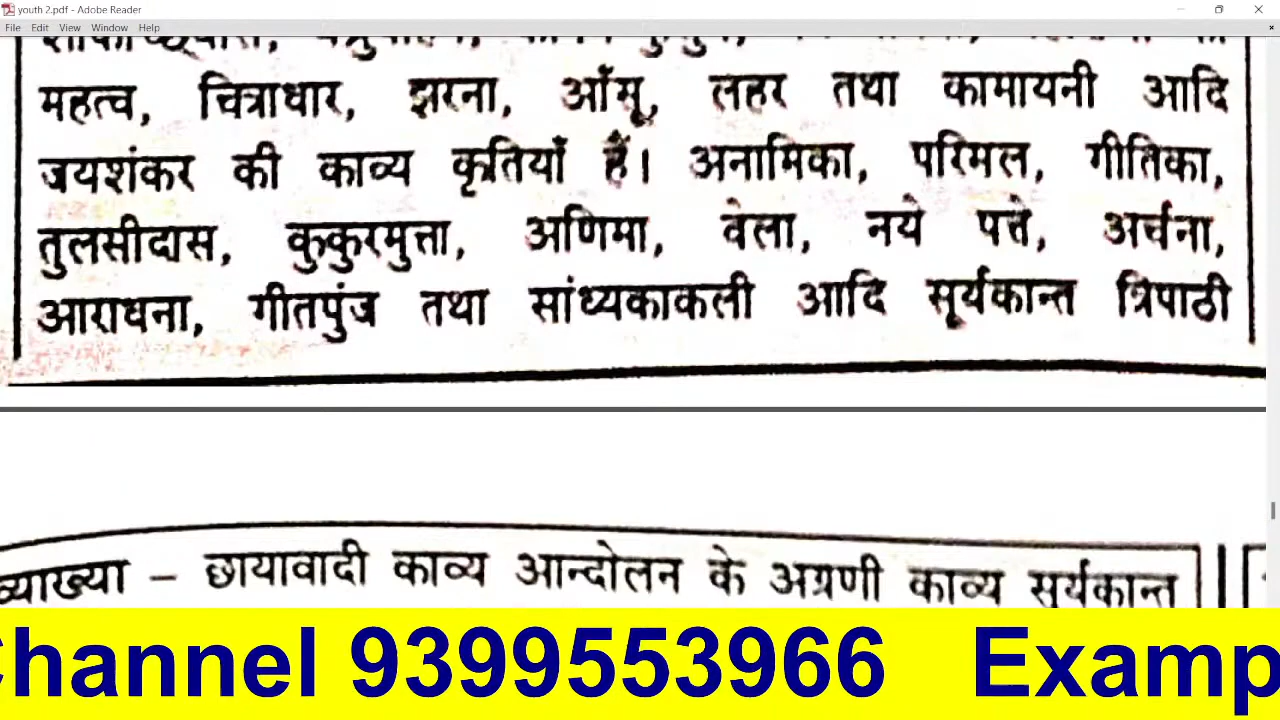 youth 2.pdf - Adobe Reader
File Edit View Window Help
महत्व, चित्राधार, झरना, आँसू, लहर तथा कामायनी आदि
जयशंकर की काव्य कृतियाँ हैं। अनामिका, परिमल, गीतिका,
तुलसीदास, कुकुरमुत्ता, अणिमा, वेला, नये पत्ते, अर्चना,
आराधना, गीतपुंज तथा सांध्यकाकली आदि सूर्यकान्त त्रिपाठी
व्याख्या – छायावादी काव्य आन्दोलन के अग्रणी काव्य सूर्यकान्त
Channel 9399553966 Examp